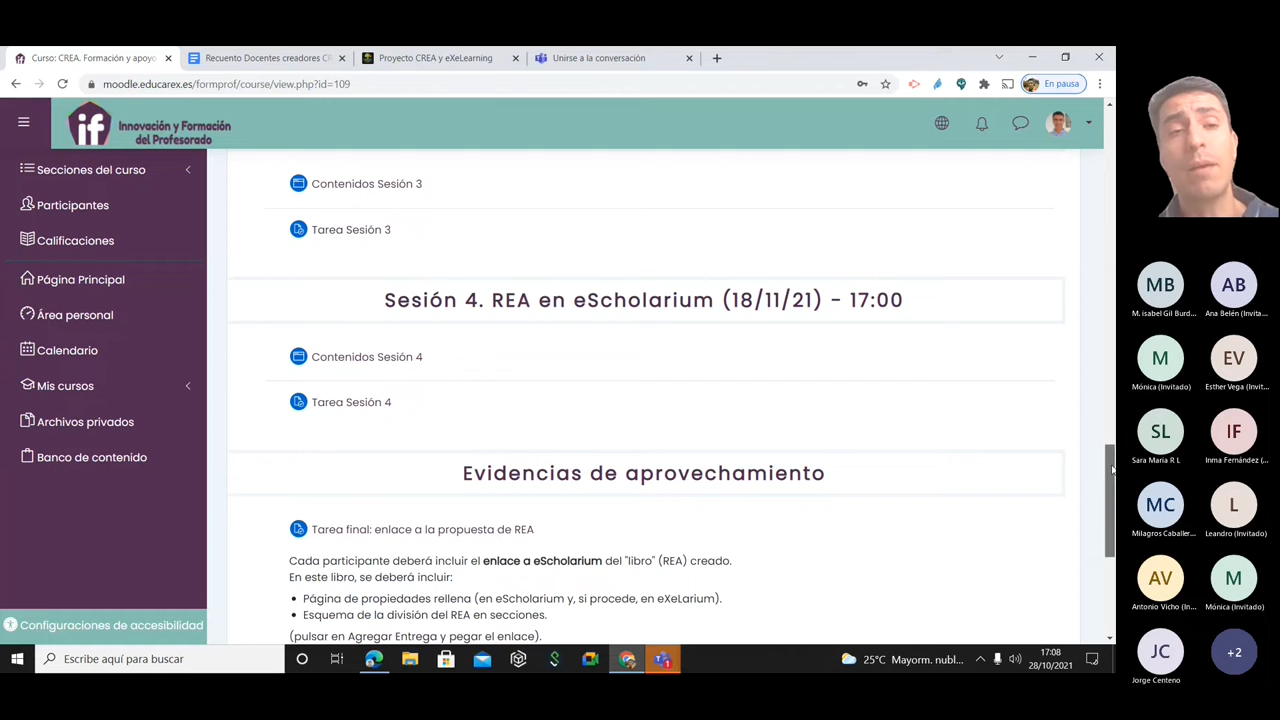 Curso: CREA. Formación y apoyo
Recuento Docentes creadores CR
Proyecto CREA y eXeLearning
Unirse a la conversación
moodle.educarex.es/formprof/course/view.php?id=109
En pausa
if
Innovación y Formación
del Profesorado
Secciones del curso
Participantes
Calificaciones
Página Principal
Área personal
Calendario
Mis cursos
Archivos privados
Banco de contenido
Configuraciones de accesibilidad
Contenidos Sesión 3
Tarea Sesión 3
Sesión 4. REA en eScholarium (18/11/21) - 17:00
Contenidos Sesión 4
Tarea Sesión 4
Evidencias de aprovechamiento
Tarea final: enlace a la propuesta de REA
Cada participante deberá incluir el enlace a eScholarium del "libro" (REA) creado.
En este libro, se deberá incluir:
Página de propiedades rellena (en eScholarium y, si procede, en eXeLarium).
Esquema de la división del REA en secciones.
(pulsar en Agregar Entrega y pegar el enlace).
Escribe aquí para buscar
25°C Mayorm. nubl...
17:08
28/10/2021
MB
AB
M. isabel Gil Burd...
Ana Belén (Invita...
M
EV
Mónica (Invitado)
Esther Vega (Invit...
SL
IF
Sara Maria R L
Inma Fernández (...
MC
L
Milagros Caballer...
Leandro (Invitado)
AV
M
Antonio Vicho (In...
Mónica (Invitado)
JC
+2
Jorge Centeno